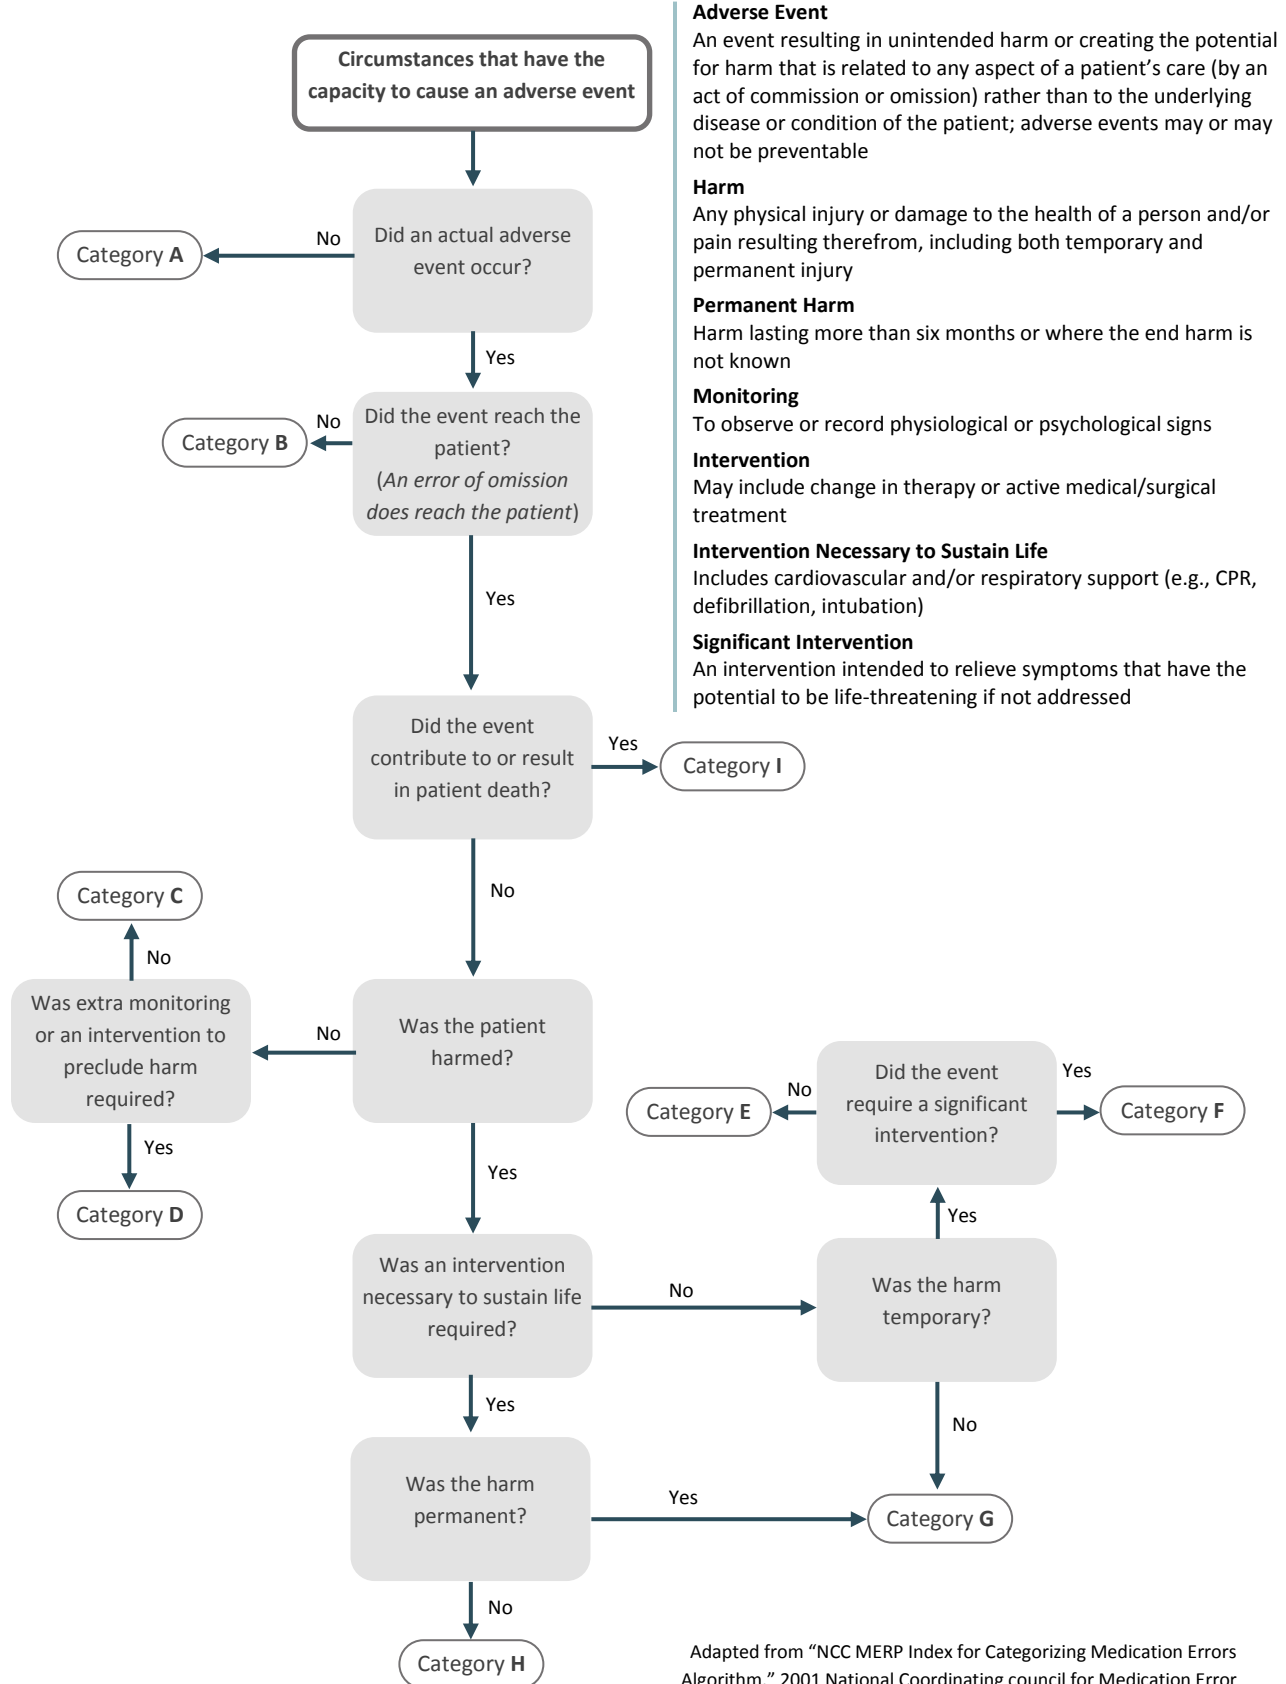 Circumstances that have the
capacity to cause an adverse event
Adverse Event
An event resulting in unintended harm or creating the potential
for harm that is related to any aspect of a patient’s care (by an
act of commission or omission) rather than to the underlying
disease or condition of the patient; adverse events may or may
not be preventable
Harm
Any physical injury or damage to the health of a person and/or
pain resulting therefrom, including both temporary and
permanent injury
Permanent Harm
Harm lasting more than six months or where the end harm is
not known
Monitoring
To observe or record physiological or psychological signs
Intervention
May include change in therapy or active medical/surgical
treatment
Intervention Necessary to Sustain Life
Includes cardiovascular and/or respiratory support (e.g., CPR,
defibrillation, intubation)
Significant Intervention
An intervention intended to relieve symptoms that have the
potential to be life-threatening if not addressed
Did an actual adverse
event occur?
No
Category A
Yes
Did the event reach the
patient?
(An error of omission
does reach the patient)
No
Category B
Yes
Did the event
contribute to or result
in patient death?
Yes
Category I
No
Was the patient
harmed?
No
Was extra monitoring
or an intervention to
preclude harm
required?
No
Category C
Yes
Category D
Yes
Was an intervention
necessary to sustain life
required?
No
Was the harm
temporary?
Yes
Did the event
require a significant
intervention?
No
Category E
Yes
Category F
No
Category G
Yes
Was the harm
permanent?
Yes
No
Category H
Adapted from “NCC MERP Index for Categorizing Medication Errors
Algorithm.” 2001 National Coordinating council for Medication Error